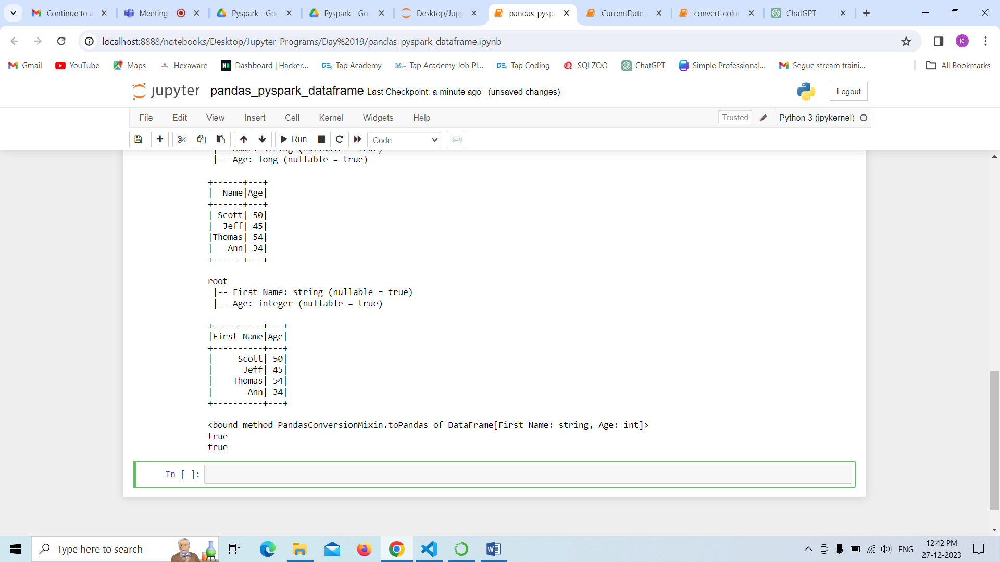 Continue to a
Meeting
Pyspark - Goo
Pyspark - Goo
Desktop/Jupy
pandas_pyspa
CurrentDate -
convert_colum
ChatGPT
localhost:8888/notebooks/Desktop/Jupyter_Programs/Day%2019/pandas_pyspark_dataframe.ipynb
K
Gmail
YouTube
Maps
Hexaware
Dashboard | Hacker...
Tap Academy
Tap Academy Job Pl...
Tap Coding
SQLZOO
ChatGPT
Simple Professional...
Segue stream traini...
All Bookmarks
jupyter pandas_pyspark_dataframe Last Checkpoint: a minute ago (unsaved changes)
Logout
File Edit View Insert Cell Kernel Widgets Help
Trusted
Python 3 (ipykernel)
Run
Code
|-- Name: string (nullable = true)
|-- Age: long (nullable = true)
+------+---+
|  Name|Age|
+------+---+
| Scott| 50|
|  Jeff| 45|
|Thomas| 54|
|   Ann| 34|
+------+---+
root
 |-- First Name: string (nullable = true)
 |-- Age: integer (nullable = true)
+----------+---+
|First Name|Age|
+----------+---+
|     Scott| 50|
|      Jeff| 45|
|    Thomas| 54|
|       Ann| 34|
+----------+---+
<bound method PandasConversionMixin.toPandas of DataFrame[First Name: string, Age: int]>
true
true
In [ ]:
Type here to search
ENG
12:42 PM
27-12-2023